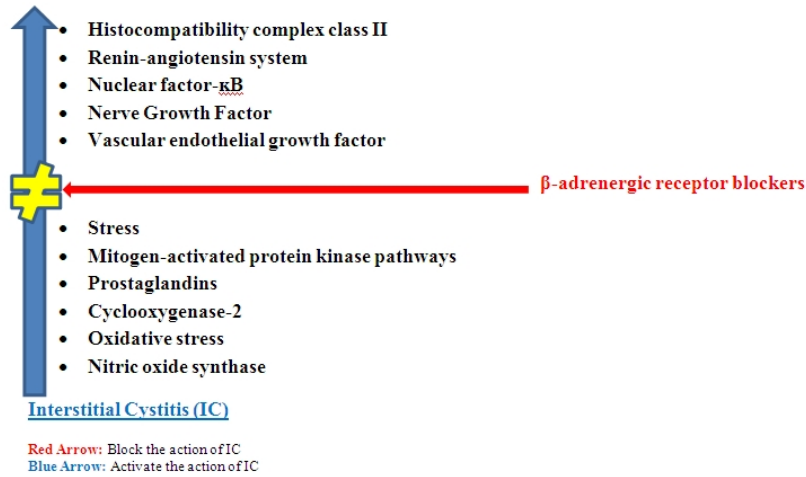 • Histocompatibility complex class II
• Renin-angiotensin system
• Nuclear factor-κB
• Nerve Growth Factor
• Vascular endothelial growth factor
≠
β-adrenergic receptor blockers
• Stress
• Mitogen-activated protein kinase pathways
• Prostaglandins
• Cyclooxygenase-2
• Oxidative stress
• Nitric oxide synthase
Interstitial Cystitis (IC)
Red Arrow: Block the action of IC
Blue Arrow: Activate the action of IC